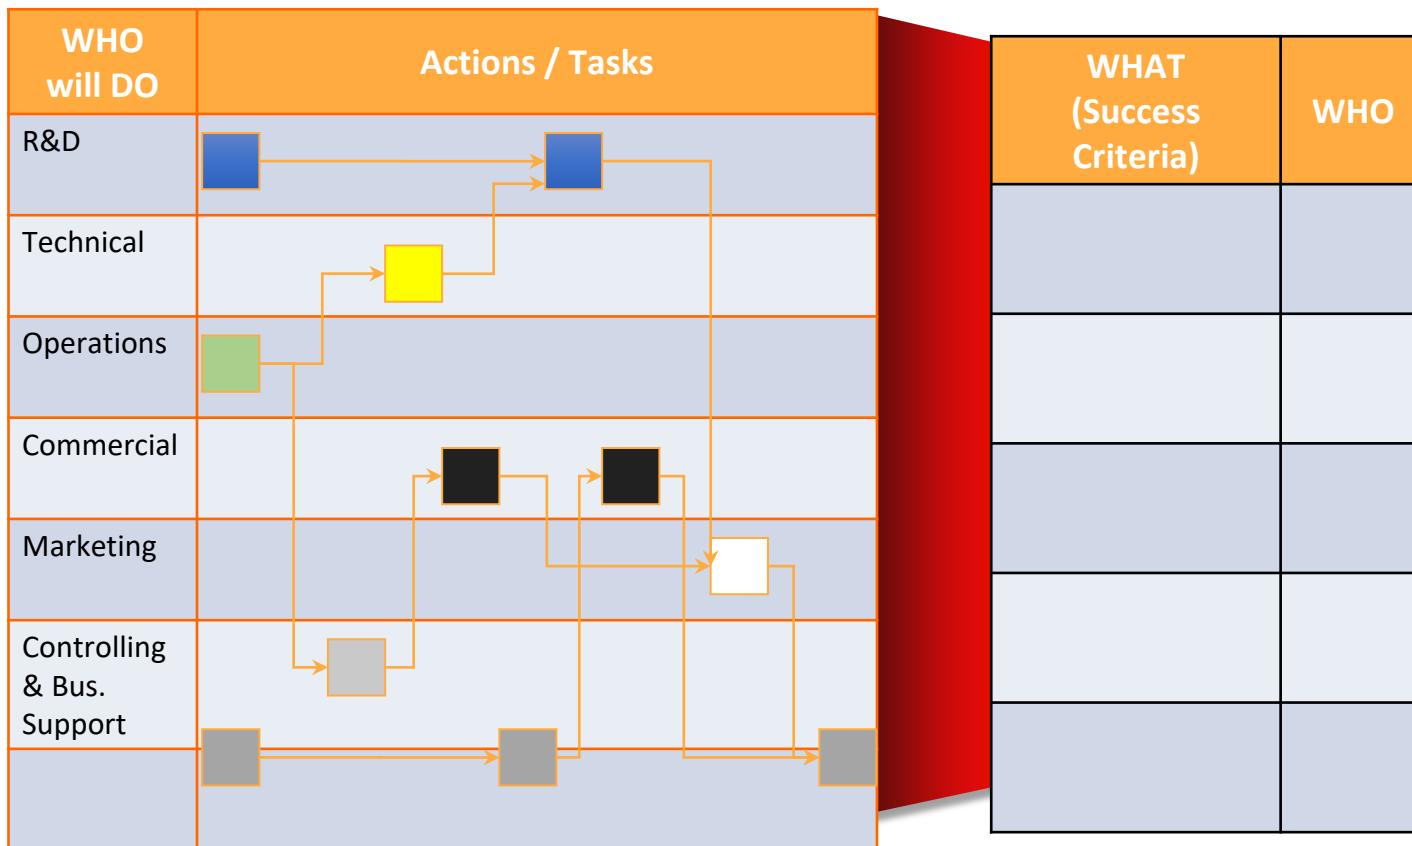 WHO
will DO
Actions / Tasks
R&D
Technical
Operations
Commercial
Marketing
Controlling
& Bus.
Support
WHAT
(Success
Criteria)
WHO